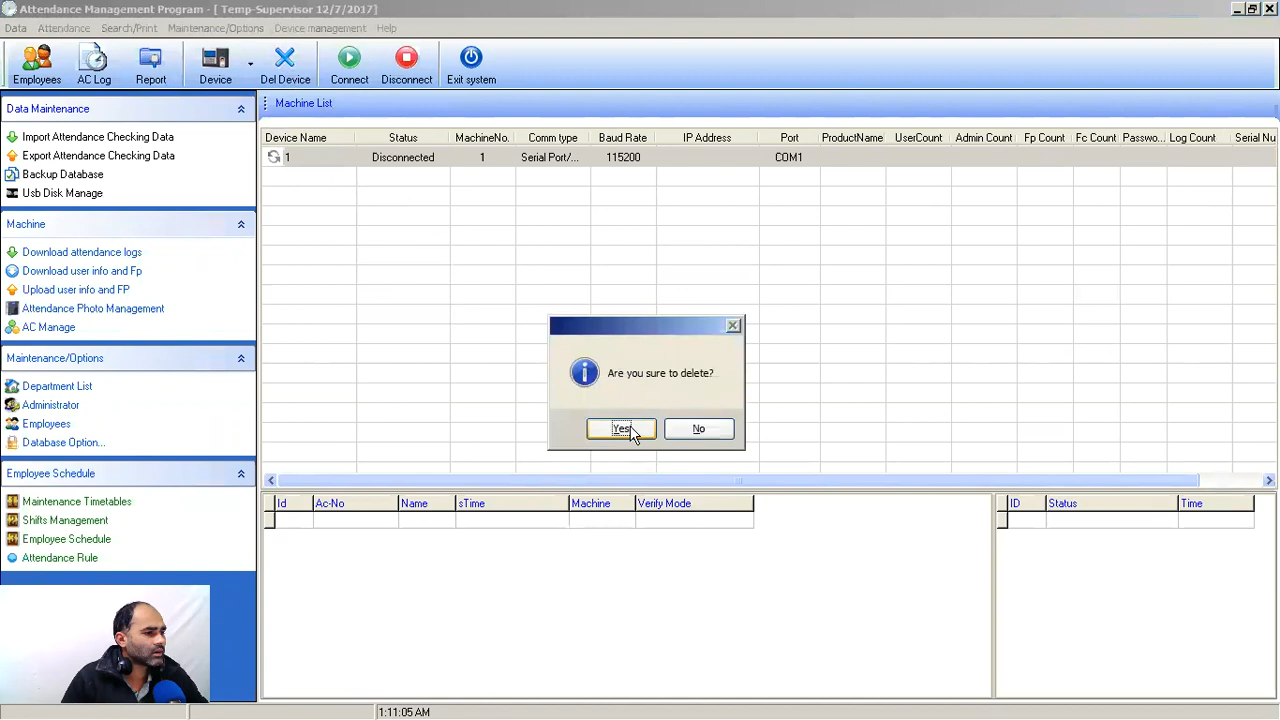 Attendance Management Program - [ Temp-Supervisor 12/7/2017]
Data Attendance Search/Print Maintenance/Options Device management Help
Employees AC Log Report Device Del Device Connect Disconnect Exit system
Data Maintenance
Import Attendance Checking Data
Export Attendance Checking Data
Backup Database
Usb Disk Manage
Machine
Download attendance logs
Download user info and Fp
Upload user info and FP
Attendance Photo Management
AC Manage
Maintenance/Options
Department List
Administrator
Employees
Database Option...
Employee Schedule
Maintenance Timetables
Shifts Management
Employee Schedule
Attendance Rule
Machine List
Device Name Status MachineNo. Comm type Baud Rate IP Address Port ProductName UserCount Admin Count Fp Count Fc Count Passwo... Log Count Serial Nu
1 Disconnected 1 Serial Port/... 115200 COM1
Are you sure to delete?
Yes No
Id Ac-No Name sTime Machine Verify Mode
ID Status Time
1:11:05 AM